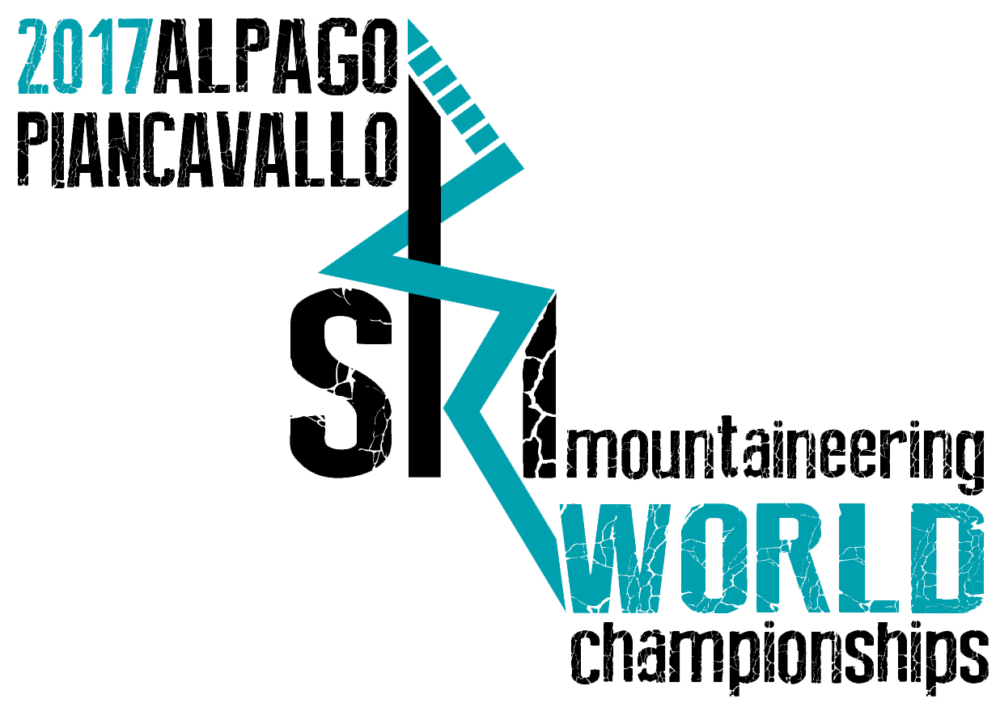 2017ALPAGO
PIANCAVALLO
sKI
mountaineering
WORLD
championships